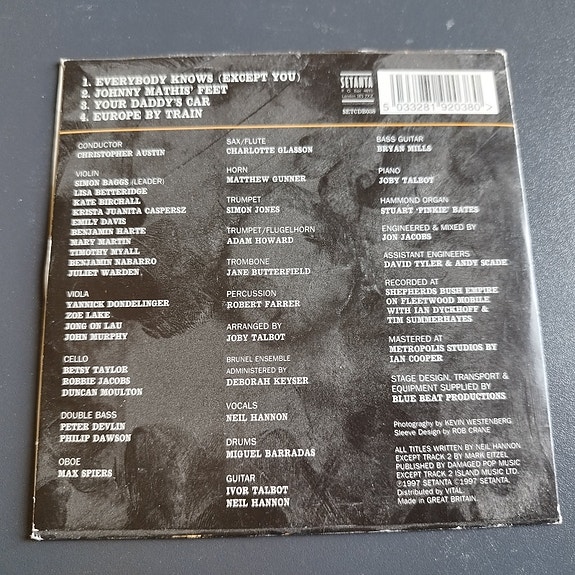 1. EVERYBODY KNOWS (EXCEPT YOU)
2. JOHNNY MATHIS' FEET
3. YOUR DADDY'S CAR
4. EUROPE BY TRAIN
SETANTA
SETCDB038
5 033281 920380 >
CONDUCTOR
CHRISTOPHER AUSTIN
VIOLIN
SIMON BAGGS (LEADER)
LISA BETTERIDGE
KATE BIRCHALL
KRISTA JUANITA CASPERSZ
EMILY DAVIS
BENJAMIN HARTE
MARY MARTIN
TIMOTHY MYALL
BENJAMIN NABARRO
JULIET WARDEN
VIOLA
YANNICK DONDELINGER
ZOE LAKE
JONG ON LAU
JOHN MURPHY
CELLO
BETSY TAYLOR
ROBBIE JACOBS
DUNCAN MOULTON
DOUBLE BASS
PETER DEVLIN
PHILIP DAWSON
OBOE
MAX SPIERS
SAX/FLUTE
CHARLOTTE GLASSON
HORN
MATTHEW GUNNER
TRUMPET
SIMON JONES
TRUMPET/FLUGELHORN
ADAM HOWARD
TROMBONE
JANE BUTTERFIELD
PERCUSSION
ROBERT FARRER
ARRANGED BY
JOBY TALBOT
BRUNEL ENSEMBLE
ADMINISTERED BY
DEBORAH KEYSER
VOCALS
NEIL HANNON
DRUMS
MIGUEL BARRADAS
GUITAR
IVOR TALBOT
NEIL HANNON
BASS GUITAR
BRYAN MILLS
PIANO
JOBY TALBOT
HAMMOND ORGAN
STUART 'PINKIE' BATES
ENGINEERED & MIXED BY
JON JACOBS
ASSISTANT ENGINEERS
DAVID TYLER & ANDY SCADE
RECORDED AT
SHEPHERDS BUSH EMPIRE
ON FLEETWOOD MOBILE
WITH IAN DYCKHOFF &
TIM SUMMERHAYES
MASTERED AT
METROPOLIS STUDIOS BY
IAN COOPER
STAGE DESIGN, TRANSPORT &
EQUIPMENT SUPPLIED BY
BLUE BEAT PRODUCTIONS
Photograghy by KEVIN WESTENBERG
Sleeve Design by ROB CRANE
ALL TITLES WRITTEN BY NEIL HANNON
EXCEPT TRACK 2 BY MARK EITZEL
PUBLISHED BY DAMAGED POP MUSIC
EXCEPT TRACK 2 ISLAND MUSIC LTD.
℗1997 SETANTA ©1997 SETANTA.
Distributed by VITAL.
Made in GREAT BRITAIN.